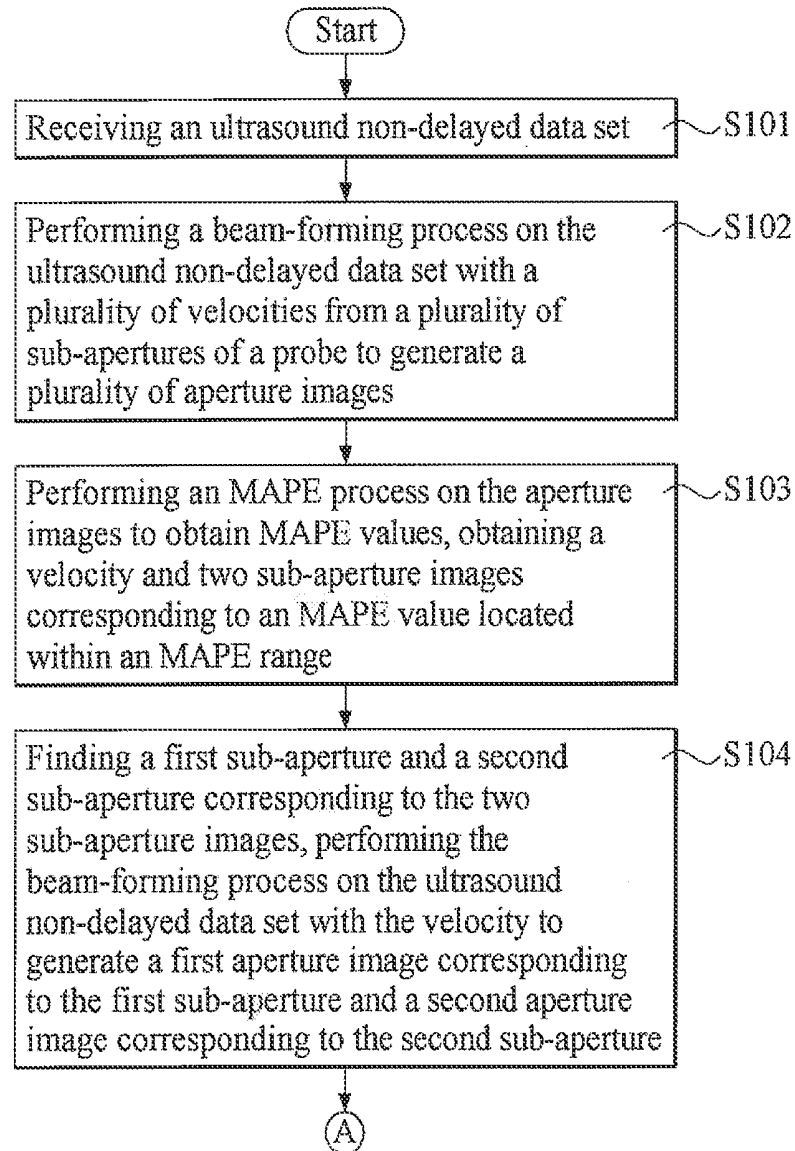 Start
Receiving an ultrasound non-delayed data set
S101
Performing a beam-forming process on the
ultrasound non-delayed data set with a
plurality of velocities from a plurality of
sub-apertures of a probe to generate a
plurality of aperture images
S102
Performing an MAPE process on the aperture
images to obtain MAPE values, obtaining a
velocity and two sub-aperture images
corresponding to an MAPE value located
within an MAPE range
S103
Finding a first sub-aperture and a second
sub-aperture corresponding to the two
sub-aperture images, performing the
beam-forming process on the ultrasound
non-delayed data set with the velocity to
generate a first aperture image corresponding
to the first sub-aperture and a second aperture
image corresponding to the second sub-aperture
S104
A